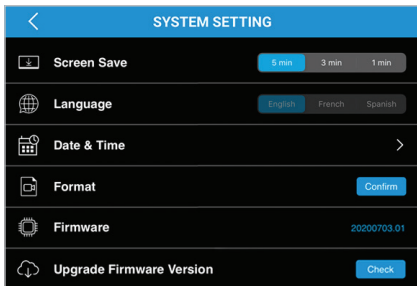 SYSTEM SETTING
Screen Save 5 min 3 min 1 min
Language English French Spanish
Date & Time
Format Confirm
Firmware 20200703.01
Upgrade Firmware Version Check